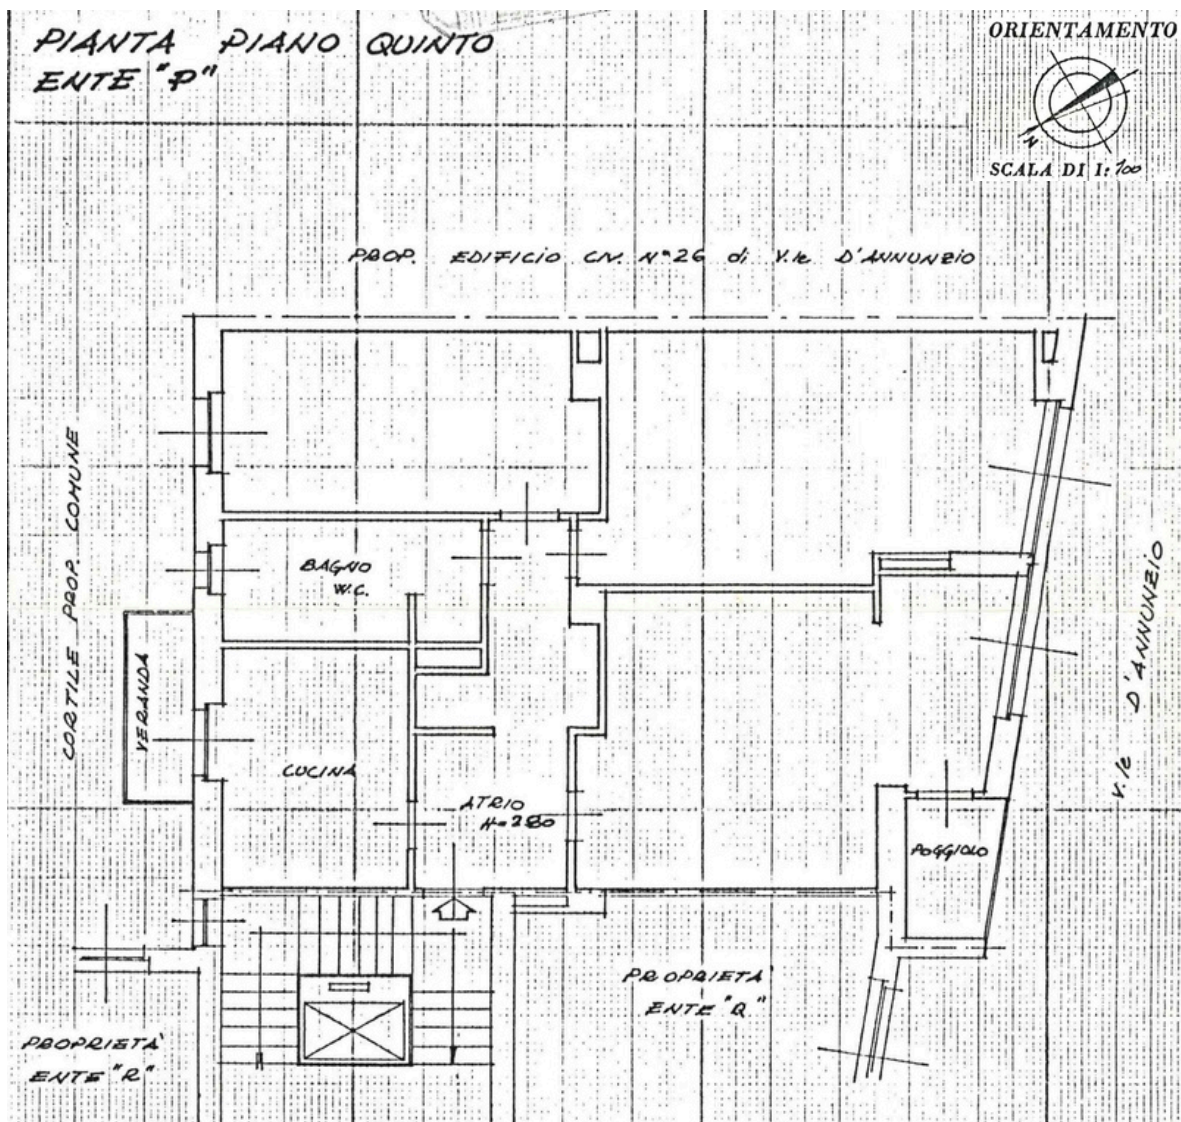 PIANTA PIANO QUINTO
ENTE "P"
ORIENTAMENTO
N
SCALA DI 1: 100
PROP. EDIFICIO CIV. N° 26 di V.le D'ANNUNZIO
CORTILE PROP. COMUNE
BAGNO
W.C.
VERANDA
CUCINA
ATRIO
H=280
POGGIOLO
V.le D'ANNUNZIO
PROPRIETA'
ENTE "Q"
PROPRIETA'
ENTE "R"